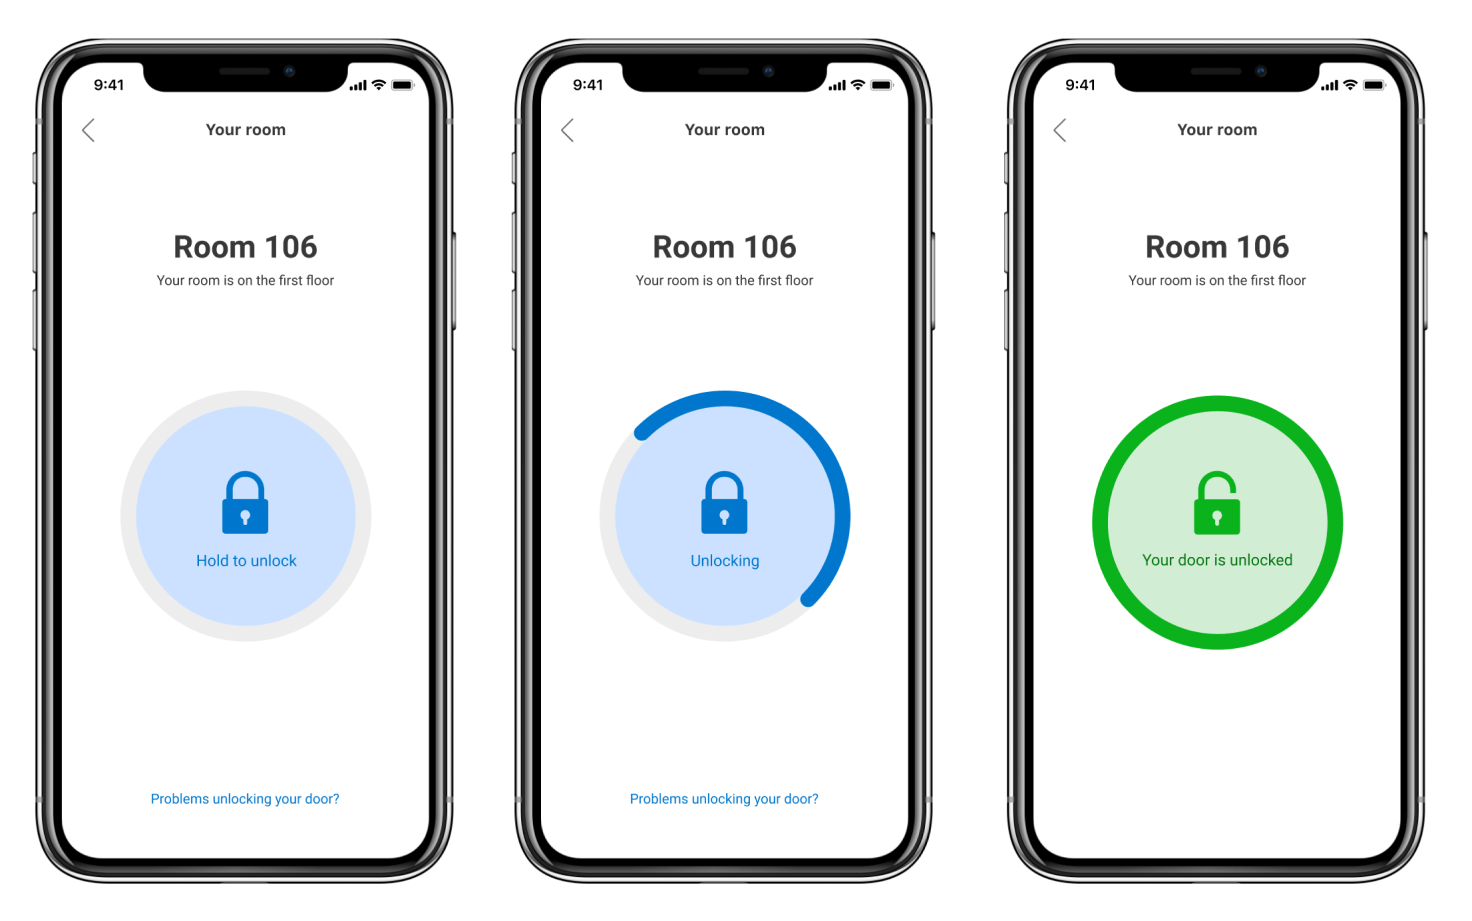 9:41
Your room
Room 106
Your room is on the first floor
Hold to unlock
Problems unlocking your door?
9:41
Your room
Room 106
Your room is on the first floor
Unlocking
Problems unlocking your door?
9:41
Your room
Room 106
Your room is on the first floor
Your door is unlocked